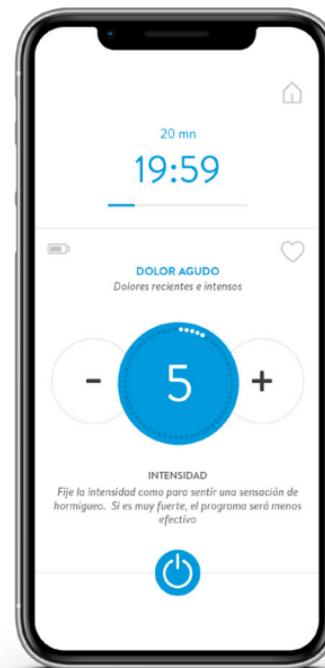 20 mn
19:59
DOLOR AGUDO
Dolores recientes e intensos
-
5
+
INTENSIDAD
Fije la intensidad como para sentir una sensación de
hormigueo. Si es muy fuerte, el programa será menos
efectivo